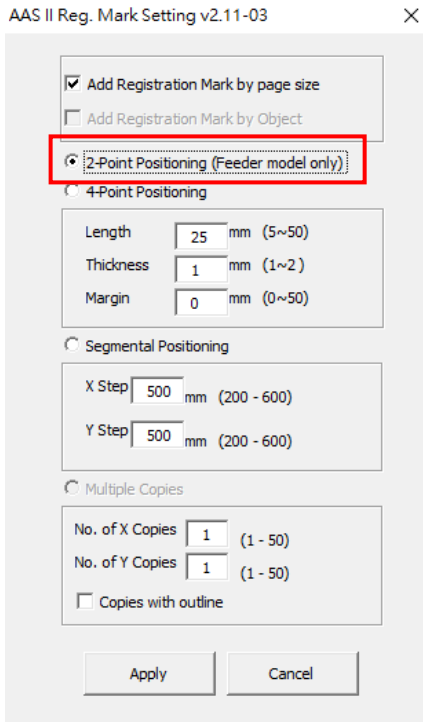 AAS II Reg. Mark Setting v2.11-03
Add Registration Mark by page size
Add Registration Mark by Object
2-Point Positioning (Feeder model only)
4-Point Positioning
Length 25 mm (5~50)
Thickness 1 mm (1~2 )
Margin 0 mm (0~50)
Segmental Positioning
X Step 500 mm (200 - 600)
Y Step 500 mm (200 - 600)
Multiple Copies
No. of X Copies 1 (1 - 50)
No. of Y Copies 1 (1 - 50)
Copies with outline
Apply Cancel